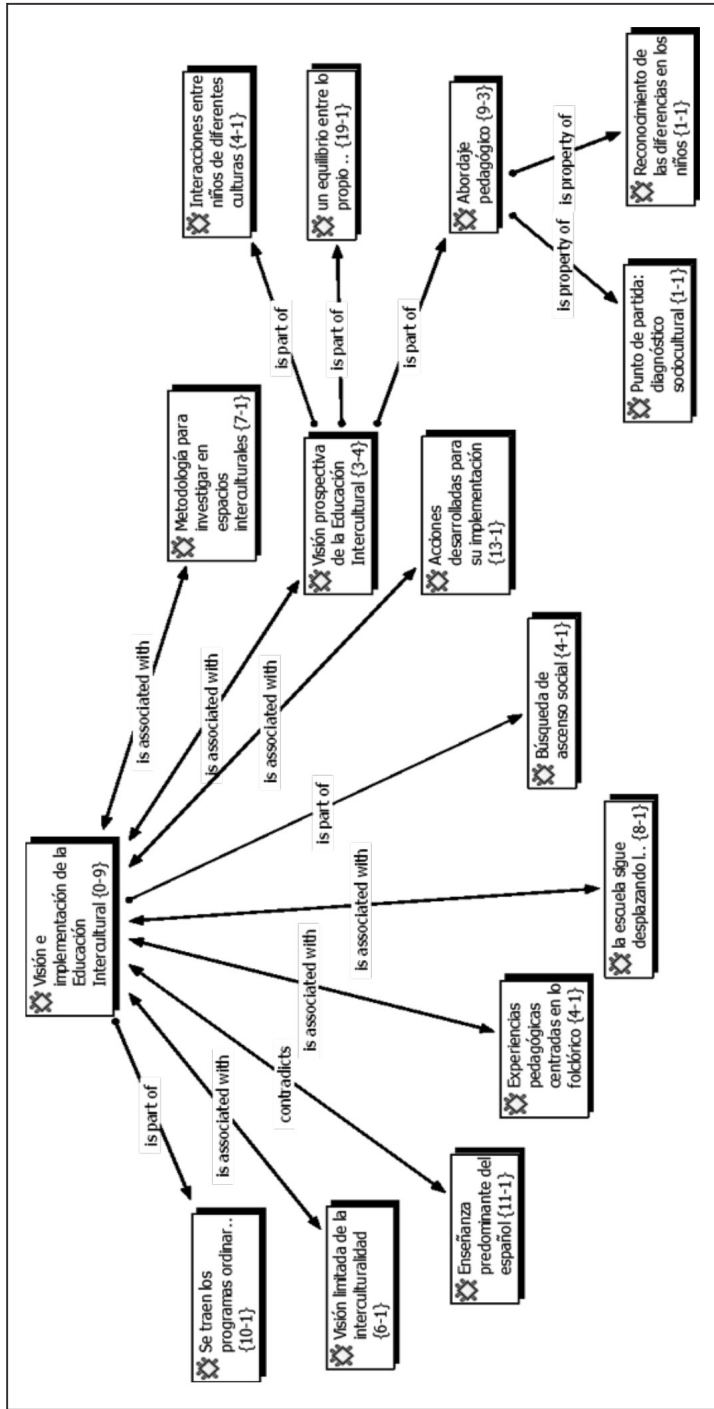 Visión e
implementación de la
Educación
Intercultural {0-9}
is part of
is associated with
contradicts
is associated with
is associated with
is part of
is associated with
is associated with
is associated with
Se traen los
programas ordinar..
{10-1}
Visión limitada de la
interculturalidad
{6-1}
Enseñanza
predominante del
español {11-1}
Experiencias
pedagógicas
centradas en lo
folclórico {4-1}
la escuela sigue
desplazando l.. {8-1}
Búsqueda de
ascenso social {4-1}
Acciones
desarrolladas para
su implementación
{13-1}
Visión prospectiva
de la Educación
Intercultural {3-4}
Metodología para
investigar en
espacios
interculturales {7-1}
is part of
is part of
is part of
Interacciones entre
niños de diferentes
culturas {4-1}
un equilibrio entre lo
propio .. {19-1}
Abordaje
pedagógico {9-3}
is property of
is property of
Punto de partida:
diagnóstico
sociocultural {1-1}
Reconocimiento de
las diferencias en los
niños {1-1}